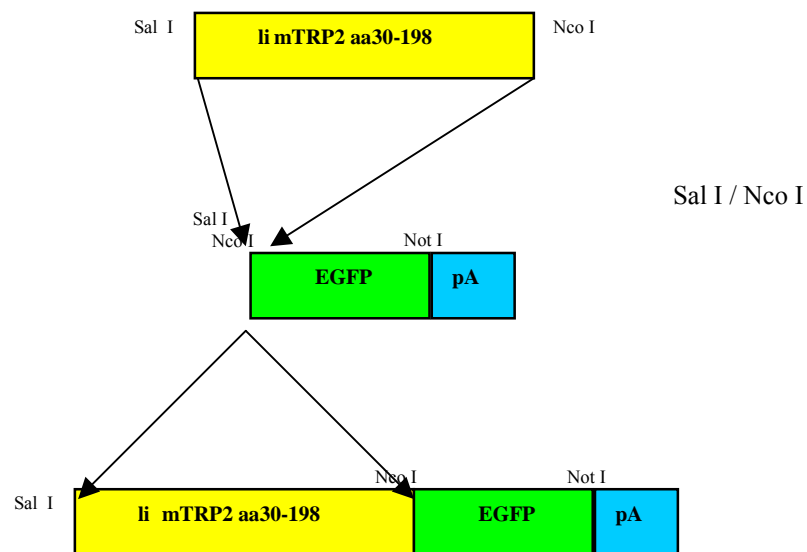 Sal I
li mTRP2 aa30-198
Nco I
Sal I / Nco I
Sal I
Nco I
Not I
EGFP
pA
Nco I
Not I
Sal I
li mTRP2 aa30-198
EGFP
pA